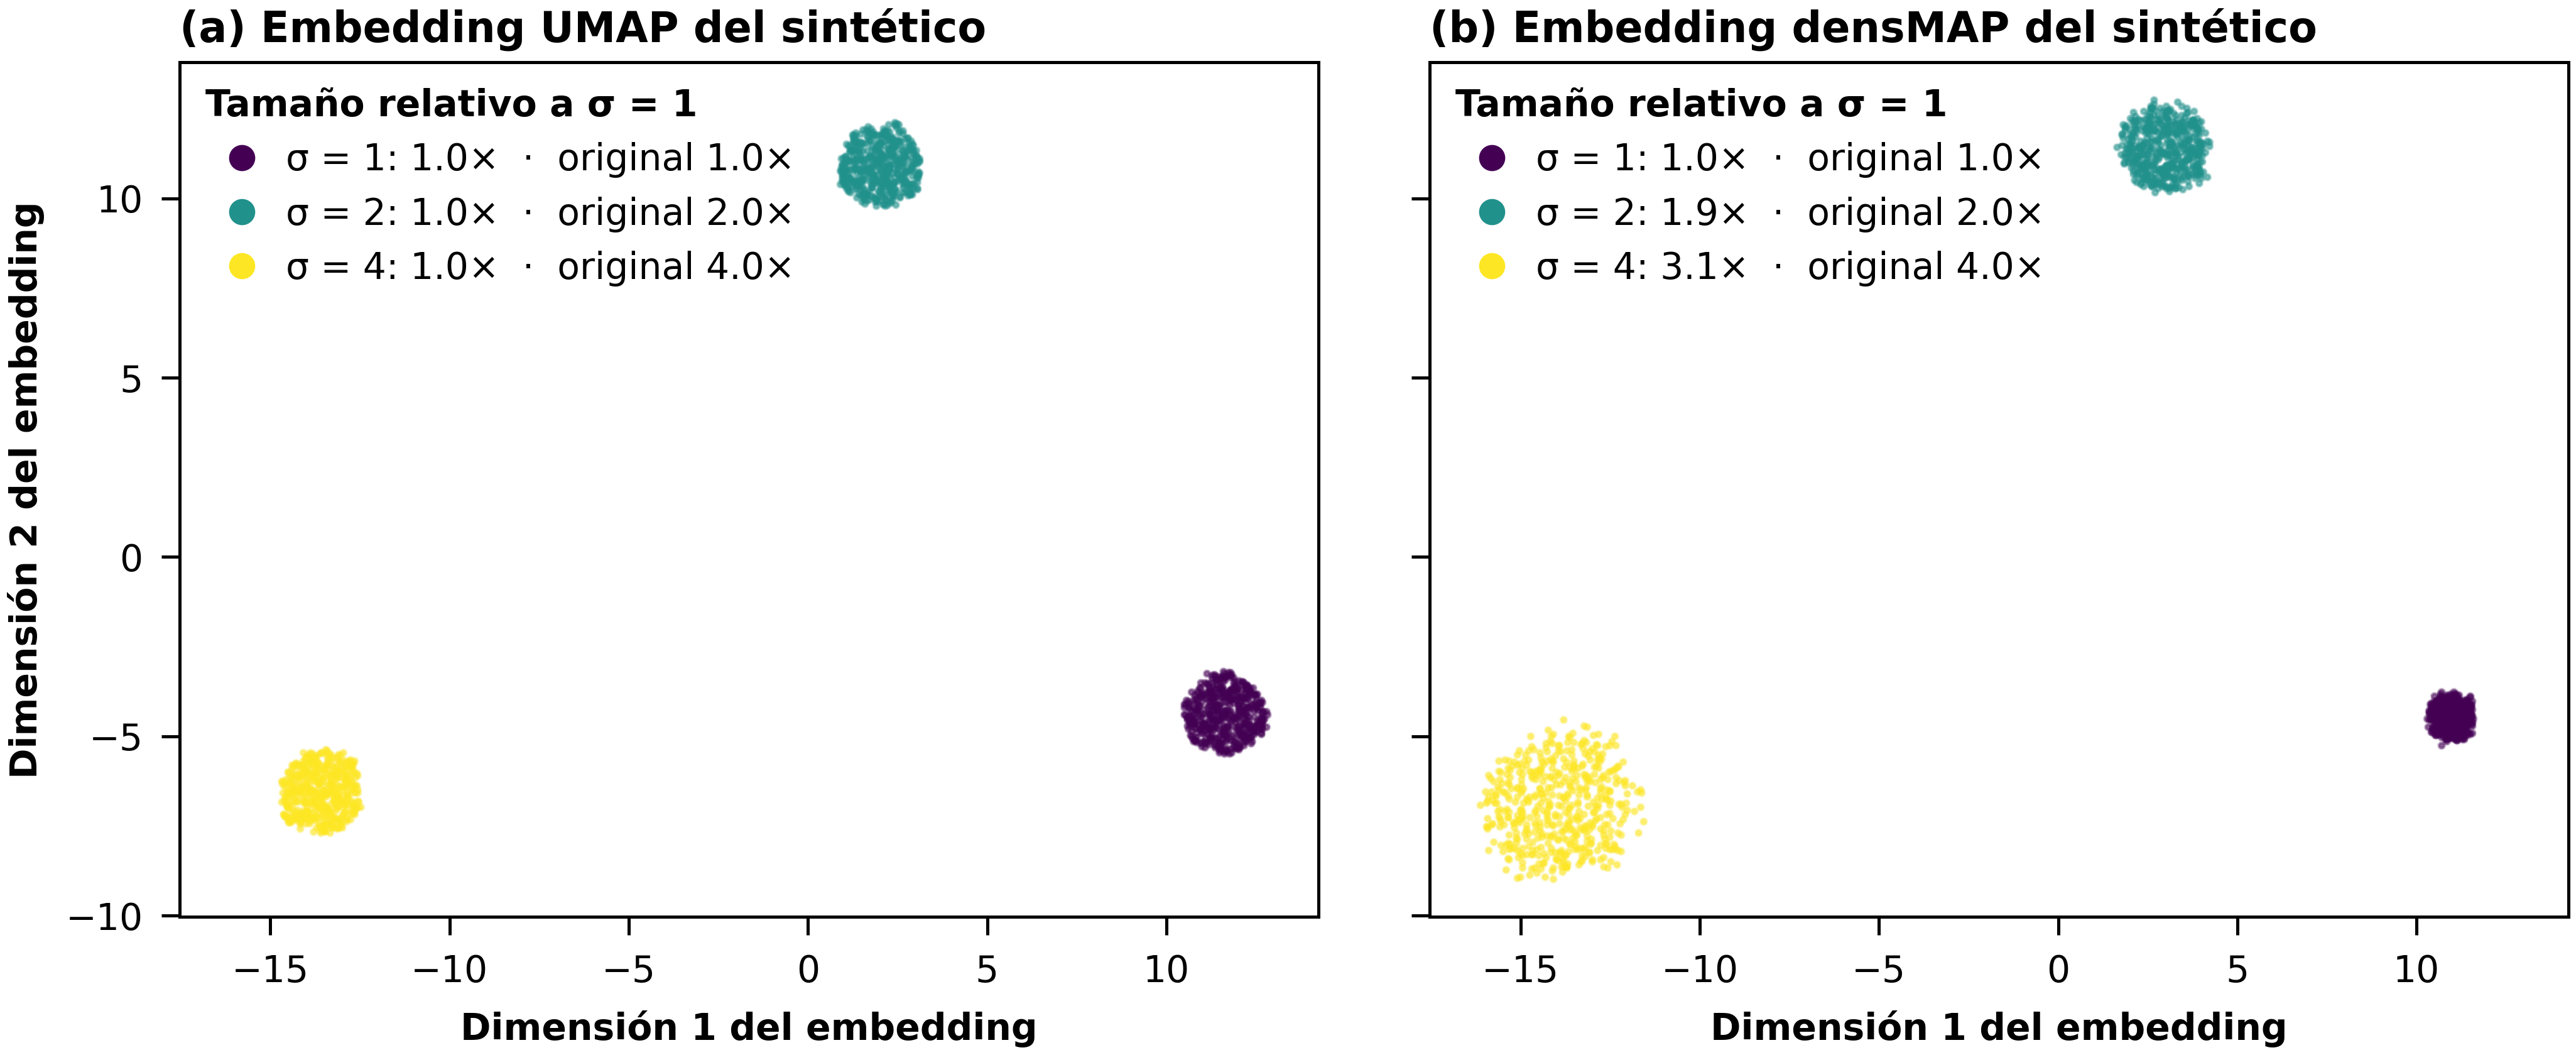 (a) Embedding UMAP del sintético
Tamaño relativo a σ = 1
σ = 1: 1.0× · original 1.0×
σ = 2: 1.0× · original 2.0×
σ = 4: 1.0× · original 4.0×
10
5
0
−5
−10
Dimensión 2 del embedding
−15 −10 −5 0 5 10
Dimensión 1 del embedding
(b) Embedding densMAP del sintético
Tamaño relativo a σ = 1
σ = 1: 1.0× · original 1.0×
σ = 2: 1.9× · original 2.0×
σ = 4: 3.1× · original 4.0×
−15 −10 −5 0 5 10
Dimensión 1 del embedding